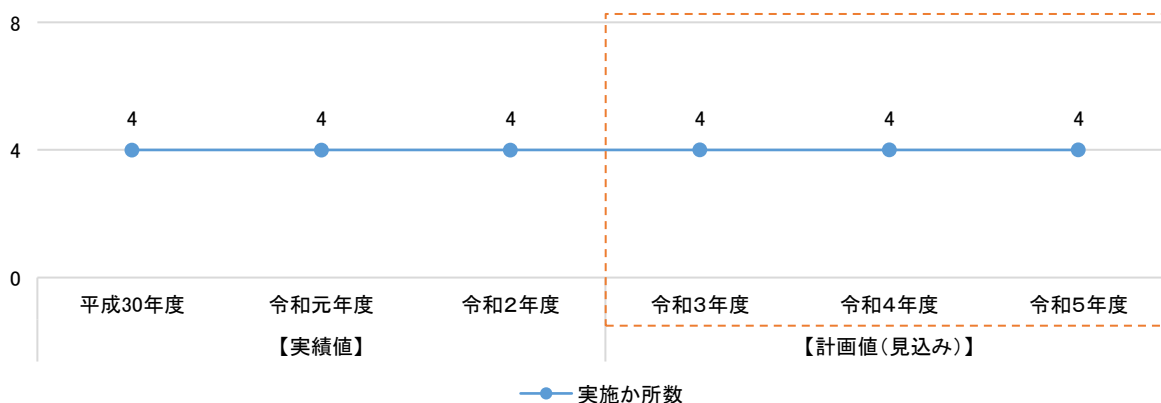 8
4 4 4 4 4 4
4
0
平成30年度 令和元年度 令和2年度 令和3年度 令和4年度 令和5年度
【実績値】 【計画値(見込み)】
実施か所数